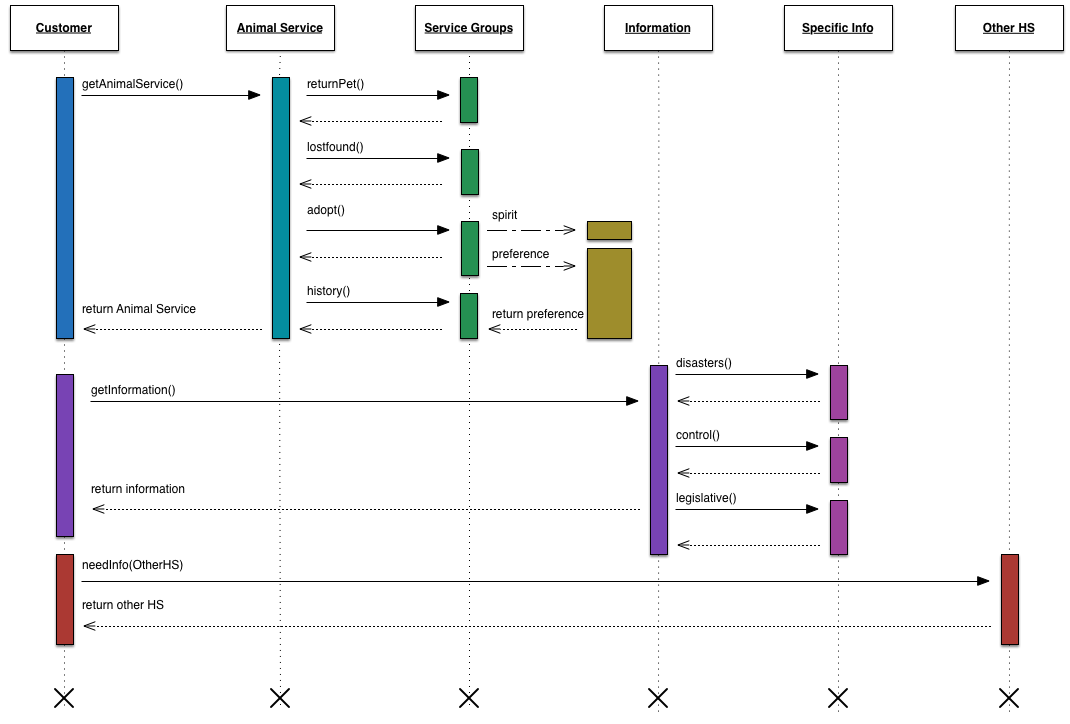 Customer
Animal Service
Service Groups
Information
Specific Info
Other HS
getAnimalService()
returnPet()
lostfound()
adopt()
spirit
preference
history()
return Animal Service
return preference
disasters()
getInformation()
control()
return information
legislative()
needInfo(OtherHS)
return other HS